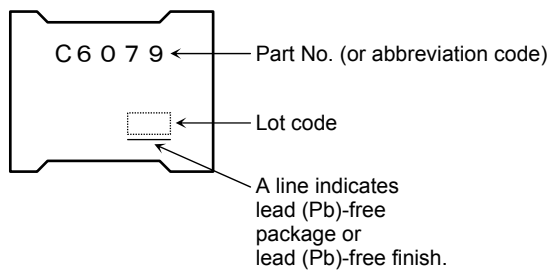 C6079
Part No. (or abbreviation code)
Lot code
A line indicates
lead (Pb)-free
package or
lead (Pb)-free finish.